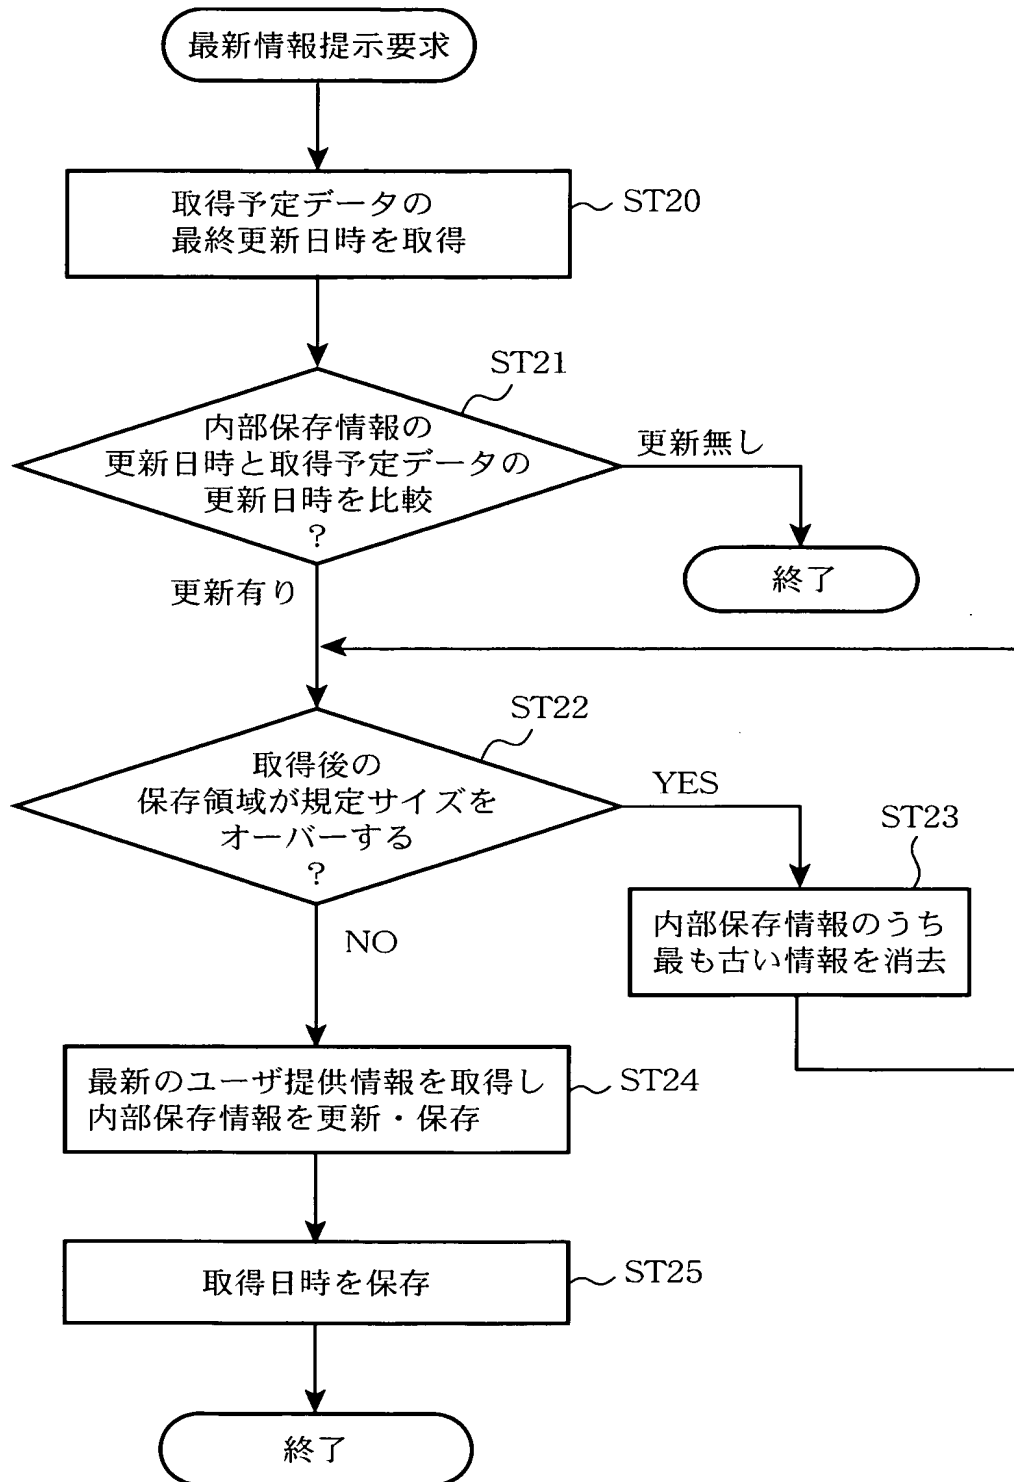 最新情報提示要求
取得予定データの
最終更新日時を取得
ST20
ST21
内部保存情報の
更新日時と取得予定データの
更新日時を比較
?
更新無し
終了
更新有り
ST22
取得後の
保存領域が規定サイズを
オーバーする
?
YES
ST23
内部保存情報のうち
最も古い情報を消去
NO
最新のユーザ提供情報を取得し
内部保存情報を更新・保存
ST24
取得日時を保存
ST25
終了